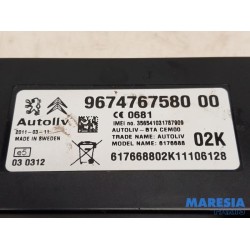 9674767580 00
Autoliv
CE 0681
2011-03-11
IMEI no. 356541031787909
MADE IN SWEDEN
AUTOLIV-BTA CEM00
TRADE NAME: AUTOLIV
MODEL NAME: 6176688
02K
03 0312
617668802K11106128
MARESIA
PARTS